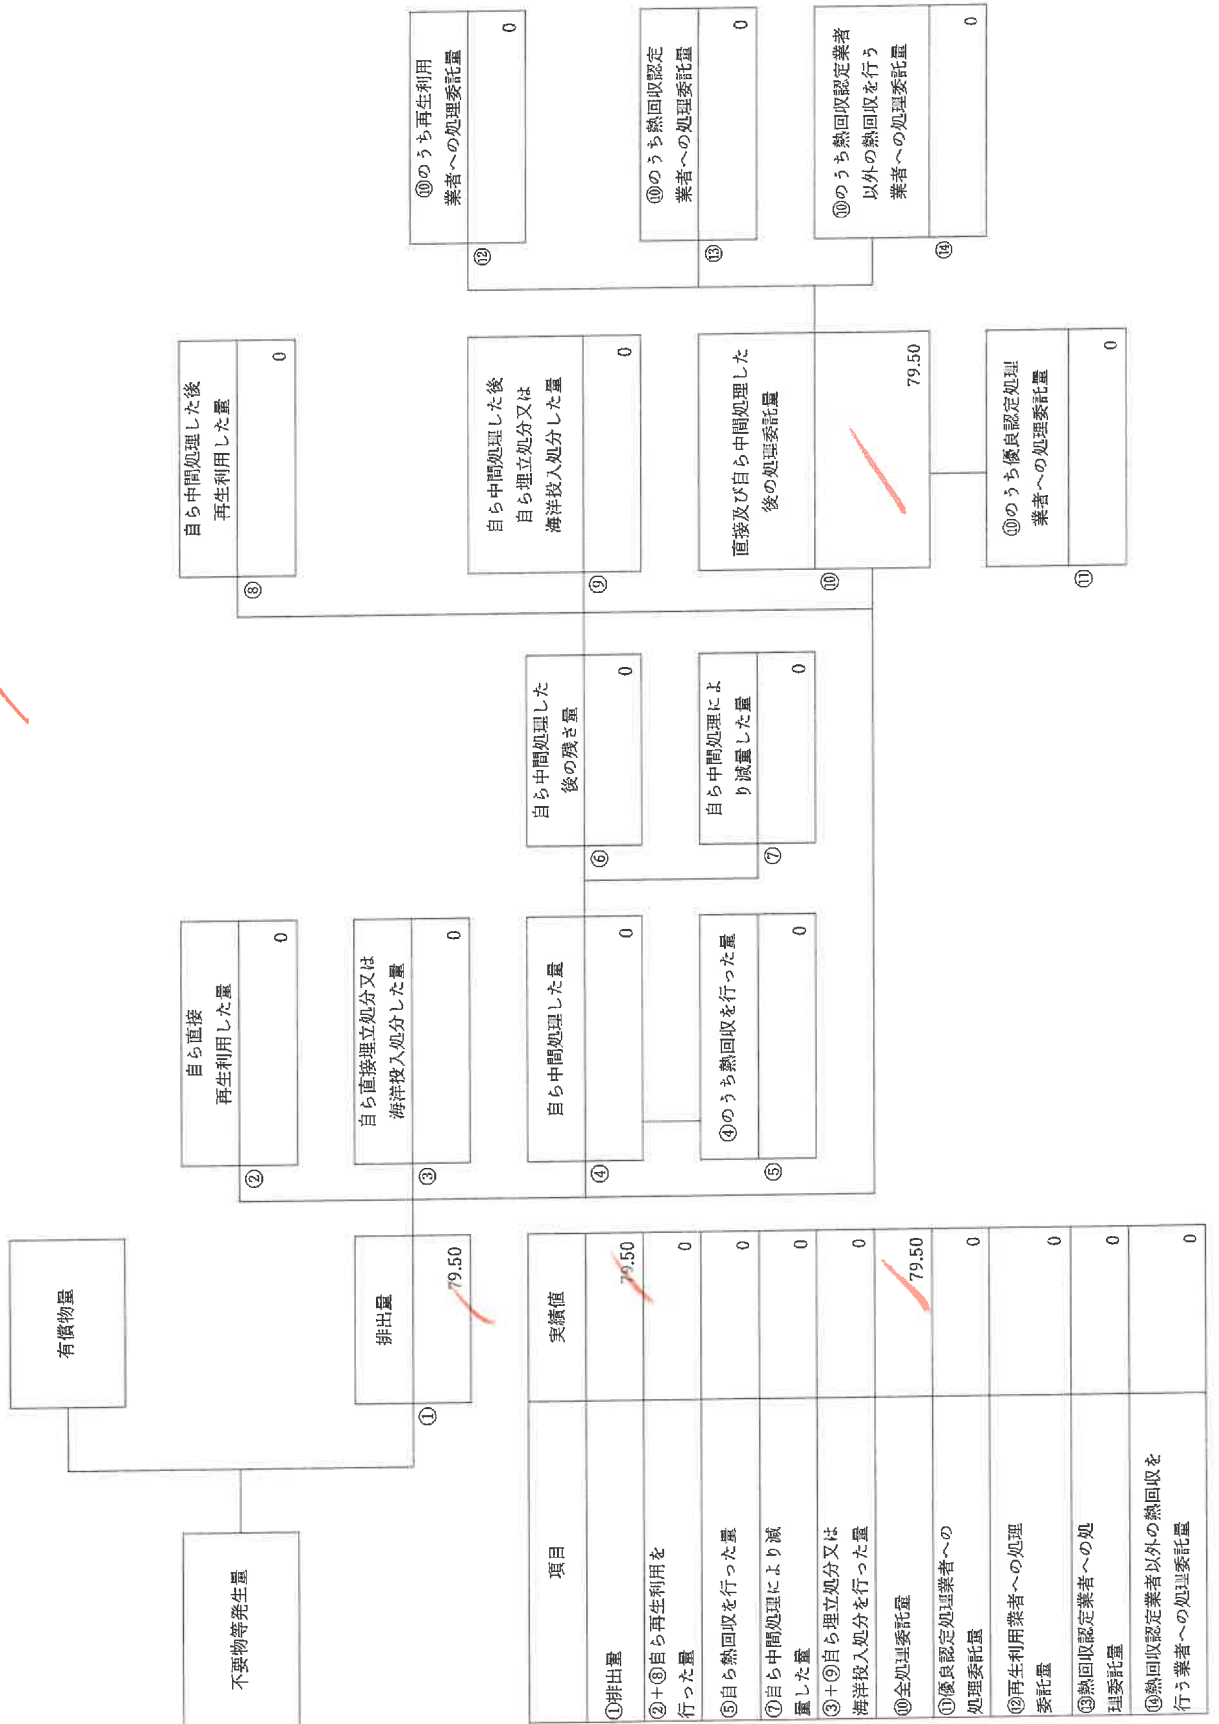 不要物等発生量
有償物量
①
排出量
79.50
②
自ら直接
再生利用した量
0
③
自ら直接埋立処分又は
海洋投入処分した量
0
④
自ら中間処理した量
0
⑤
④のうち熱回収を行った量
0
⑥
自ら中間処理した
後の残さ量
0
⑦
自ら中間処理によ
り減量した量
0
⑧
自ら中間処理した後
再生利用した量
0
⑨
自ら中間処理した後
自ら埋立処分又は
海洋投入処分した量
0
⑩
直接及び自ら中間処理した
後の処理委託量
79.50
⑪
⑩のうち優良認定処理
業者への処理委託量
0
⑫
⑩のうち再生利用
業者への処理委託量
0
⑬
⑩のうち熱回収認定
業者への処理委託量
0
⑭
⑩のうち熱回収認定業者
以外の熱回収を行う
業者への処理委託量
0
項目 実績値
①排出量 79.50
②+⑧自ら再生利用を
行った量 0
⑤自ら熱回収を行った量 0
⑦自ら中間処理により減
量した量 0
③+⑨自ら埋立処分又は
海洋投入処分を行った量 0
⑩全処理委託量 79.50
⑪優良認定処理業者への
処理委託量 0
⑫再生利用業者への処理
委託量 0
⑬熱回収認定業者への処
理委託量 0
⑭熱回収認定業者以外の熱回収を
行う業者への処理委託量 0